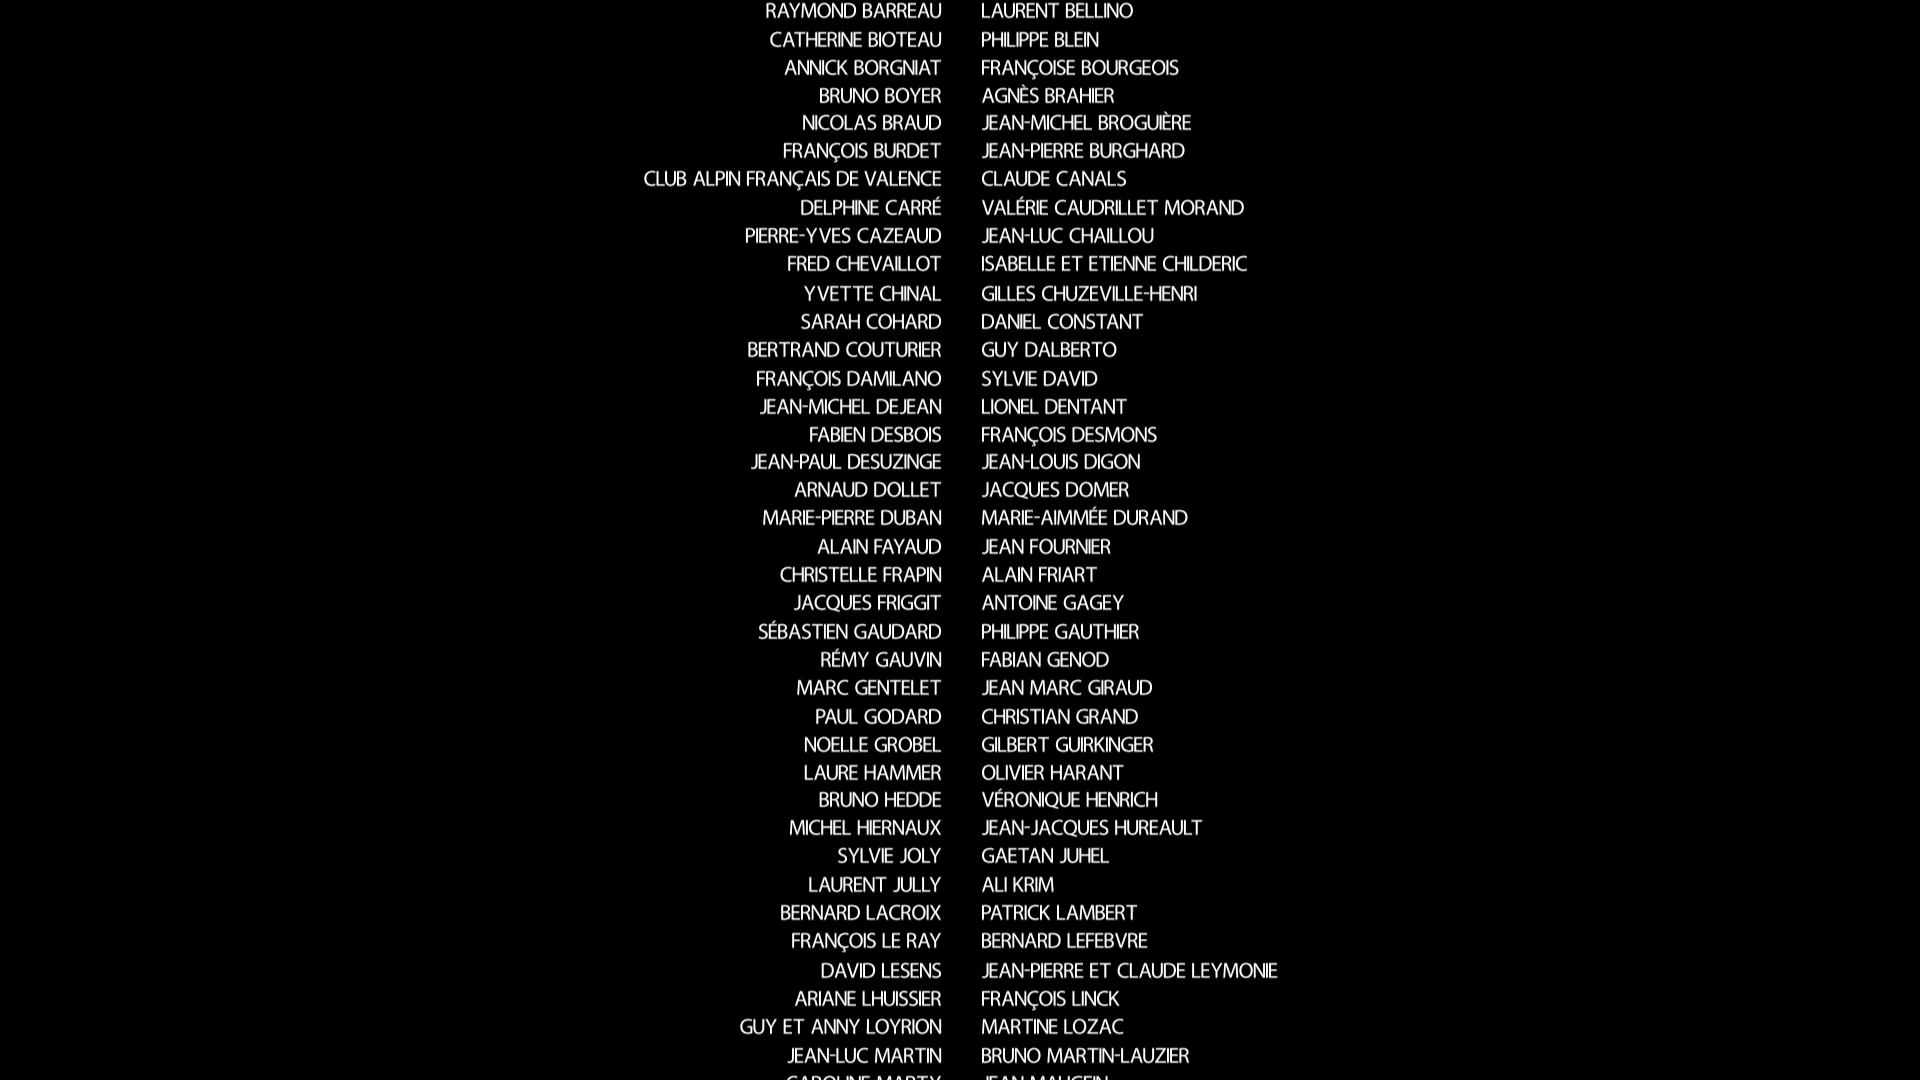 RAYMOND BARREAU LAURENT BELLINO
CATHERINE BIOTEAU PHILIPPE BLEIN
ANNICK BORGNIAT FRANÇOISE BOURGEOIS
BRUNO BOYER AGNÈS BRAHIER
NICOLAS BRAUD JEAN-MICHEL BROGUIÈRE
FRANÇOIS BURDET JEAN-PIERRE BURGHARD
CLUB ALPIN FRANÇAIS DE VALENCE CLAUDE CANALS
DELPHINE CARRÉ VALÉRIE CAUDRILLET MORAND
PIERRE-YVES CAZEAUD JEAN-LUC CHAILLOU
FRED CHEVAILLOT ISABELLE ET ETIENNE CHILDERIC
YVETTE CHINAL GILLES CHUZEVILLE-HENRI
SARAH COHARD DANIEL CONSTANT
BERTRAND COUTURIER GUY DALBERTO
FRANÇOIS DAMILANO SYLVIE DAVID
JEAN-MICHEL DEJEAN LIONEL DENTANT
FABIEN DESBOIS FRANÇOIS DESMONS
JEAN-PAUL DESUZINGE JEAN-LOUIS DIGON
ARNAUD DOLLET JACQUES DOMER
MARIE-PIERRE DUBAN MARIE-AIMMÉE DURAND
ALAIN FAYAUD JEAN FOURNIER
CHRISTELLE FRAPIN ALAIN FRIART
JACQUES FRIGGIT ANTOINE GAGEY
SÉBASTIEN GAUDARD PHILIPPE GAUTHIER
RÉMY GAUVIN FABIAN GENOD
MARC GENTELET JEAN MARC GIRAUD
PAUL GODARD CHRISTIAN GRAND
NOELLE GROBEL GILBERT GUIRKINGER
LAURE HAMMER OLIVIER HARANT
BRUNO HEDDE VÉRONIQUE HENRICH
MICHEL HIERNAUX JEAN-JACQUES HUREAULT
SYLVIE JOLY GAETAN JUHEL
LAURENT JULLY ALI KRIM
BERNARD LACROIX PATRICK LAMBERT
FRANÇOIS LE RAY BERNARD LEFEBVRE
DAVID LESENS JEAN-PIERRE ET CLAUDE LEYMONIE
ARIANE LHUISSIER FRANÇOIS LINCK
GUY ET ANNY LOYRION MARTINE LOZAC
JEAN-LUC MARTIN BRUNO MARTIN-LAUZIER
CAROLINE MARTY JEAN